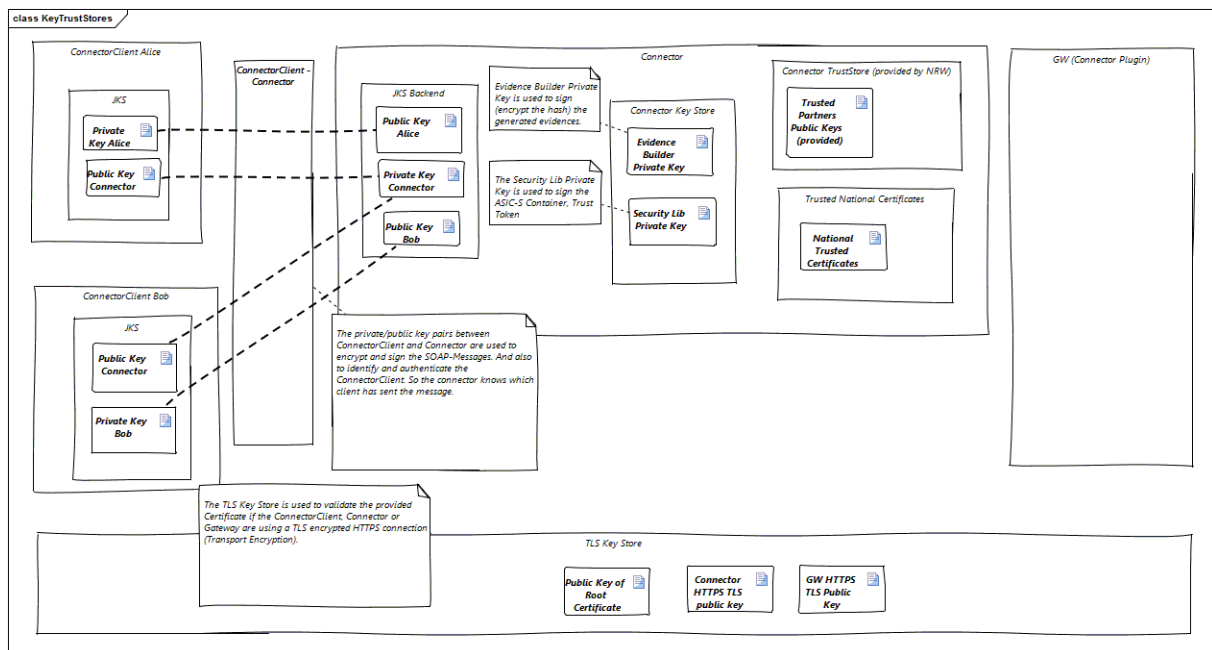 class KeyTrustStores
ConnectorClient Alice
JKS
Private
Key Alice
Public Key
Connector
ConnectorClient -
Connector
Connector
JKS Backend
Public Key
Alice
Private Key
Connector
Public Key
Bob
Evidence Builder Private
Key is used to sign
(encrypt the hash) the
generated evidences.
The Security Lib Private
Key is used to sign the
ASIC-S Container, Trust
Token
Connector Key Store
Evidence
Builder
Private Key
Security Lib
Private Key
Connector TrustStore (provided by NRW)
Trusted
Partners
Public Keys
(provided)
Trusted National Certificates
National
Trusted
Certificates
GW (Connector Plugin)
ConnectorClient Bob
JKS
Public Key
Connector
Private Key
Bob
The private/public key pairs between
ConnectorClient and Connector are used to
encrypt and sign the SOAP-Messages. And also
to identify and authenticate the
ConnectorClient. So the connector knows which
client has sent the message.
The TLS Key Store is used to validate the provided
Certificate if the ConnectorClient, Connector or
Gateway are using a TLS encrypted HTTPS connection
(Transport Encryption).
TLS Key Store
Public Key of
Root
Certificate
Connector
HTTPS TLS
public key
GW HTTPS
TLS Public
Key